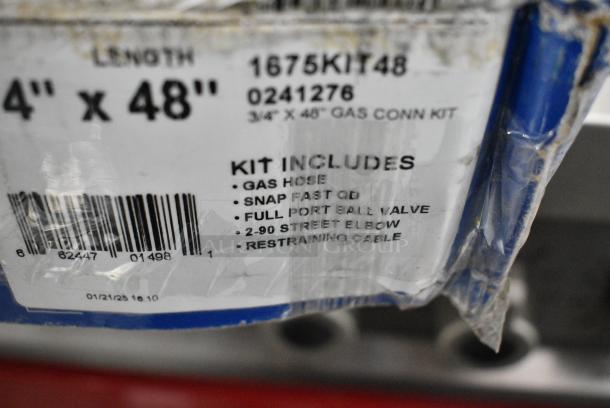 LENGTH
4" x 48"
1675KIT48
0241276
3/4" X 48" GAS CONN KIT
KIT INCLUDES
• GAS HOSE
• SNAP FAST QD
• FULL PORT BALL VALVE
• 2-90 STREET ELBOW
• RESTRAINING CABLE
6 62447 01498 1
01/21/25 16:10
GROUP